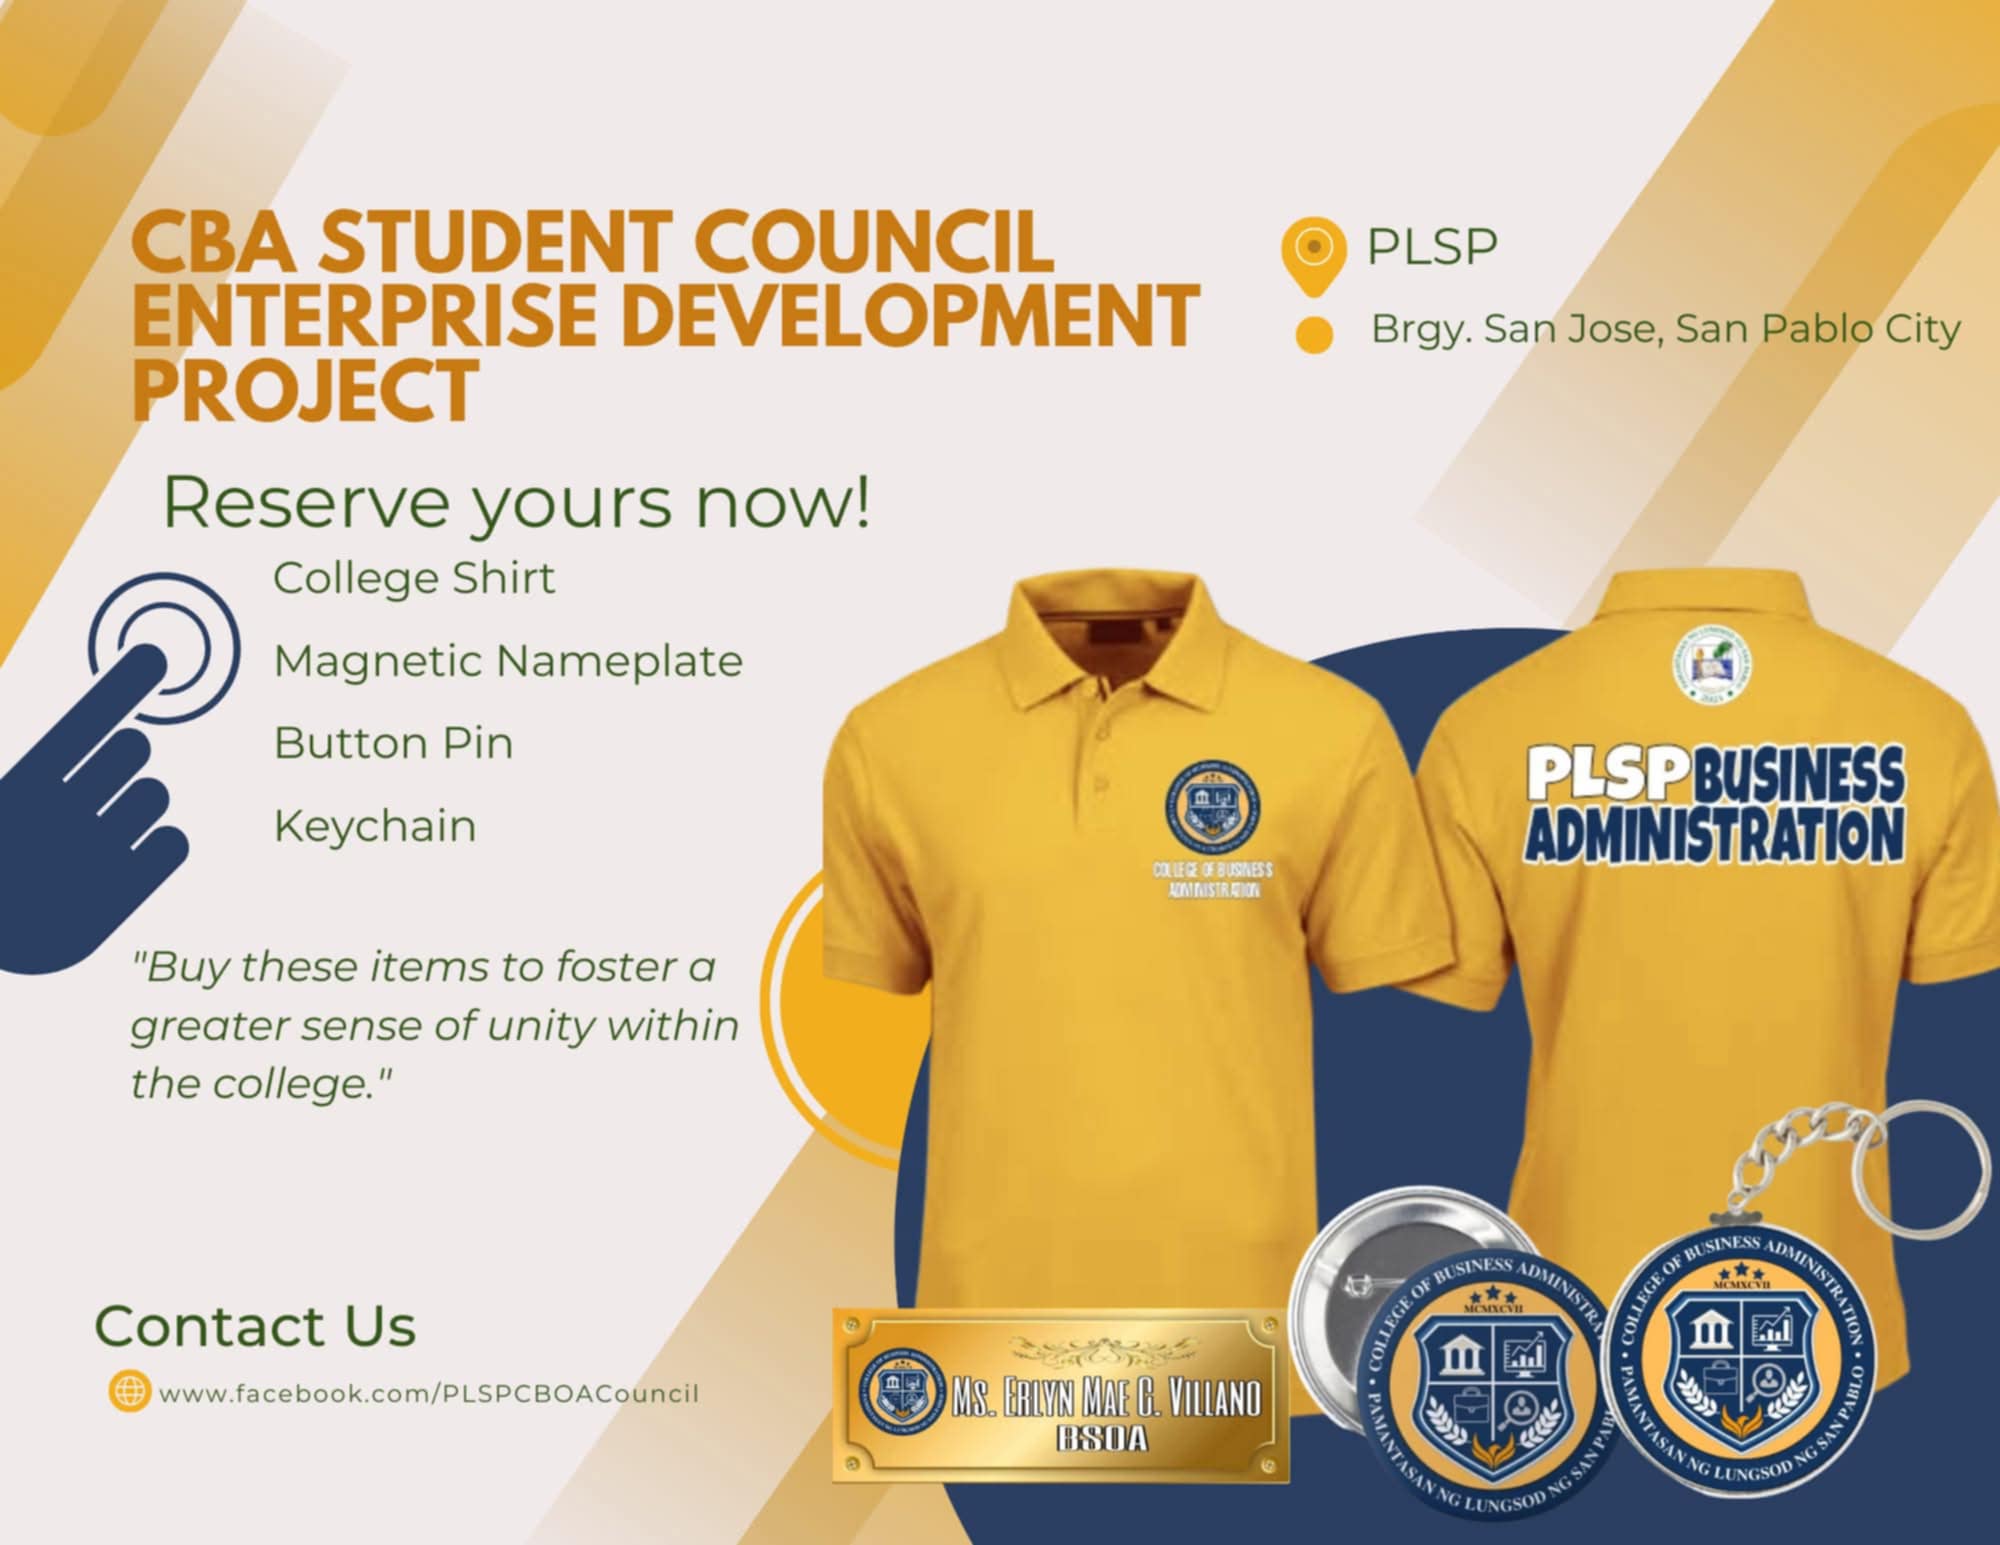 CBA STUDENT COUNCIL
ENTERPRISE DEVELOPMENT
PROJECT
PLSP
Brgy. San Jose, San Pablo City
Reserve yours now!
College Shirt
Magnetic Nameplate
Button Pin
Keychain
"Buy these items to foster a
greater sense of unity within
the college."
Contact Us
www.facebook.com/PLSPCBOACouncil
COLLEGE OF BUSINESS
ADMINISTRATION
2021
PLSP BUSINESS
ADMINISTRATION
MS. ERLYN MAE C. VILLANO
BSOA
COLLEGE OF BUSINESS ADMINISTRA
MCMXCVII
PAMANTASAN NG LUNGSOD NG SAN PAB
COLLEGE OF BUSINESS ADMINISTRATION
MCMXCVII
PAMANTASAN NG LUNGSOD NG SAN PABLO